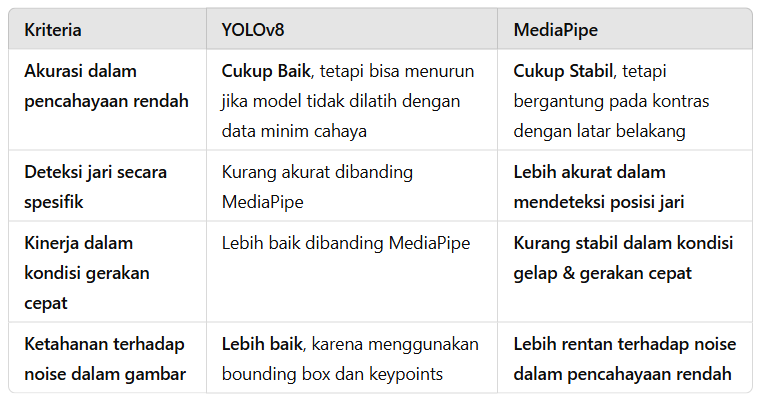 Kriteria
YOLOv8
MediaPipe
Akurasi dalam
pencahayaan rendah
Cukup Baik, tetapi bisa menurun
jika model tidak dilatih dengan
data minim cahaya
Cukup Stabil, tetapi
bergantung pada kontras
dengan latar belakang
Deteksi jari secara
spesifik
Kurang akurat dibanding
MediaPipe
Lebih akurat dalam
mendeteksi posisi jari
Kinerja dalam
kondisi gerakan
cepat
Lebih baik dibanding MediaPipe
Kurang stabil dalam kondisi
gelap & gerakan cepat
Ketahanan terhadap
noise dalam gambar
Lebih baik, karena menggunakan
bounding box dan keypoints
Lebih rentan terhadap noise
dalam pencahayaan rendah